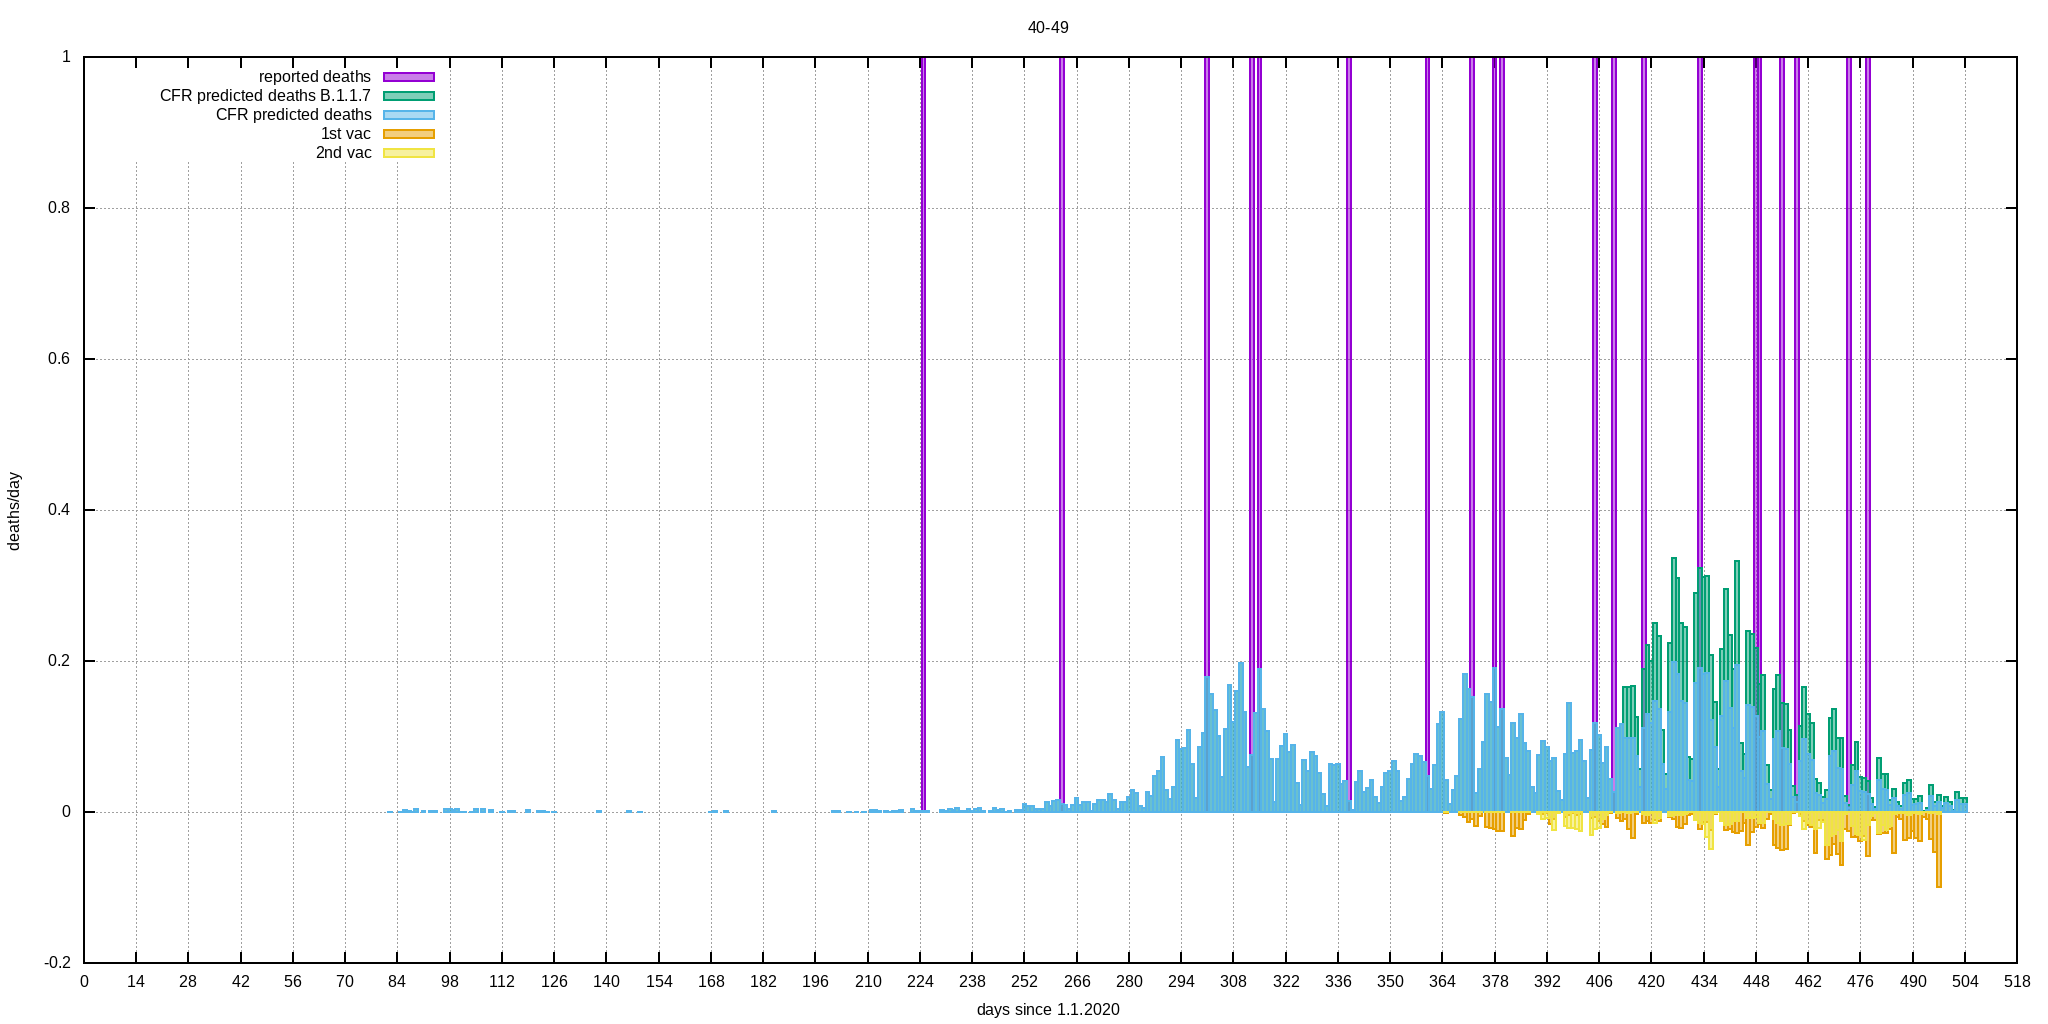 40-49
reported deaths
CFR predicted deaths B.1.1.7
CFR predicted deaths
1st vac
2nd vac
1
0.8
0.6
0.4
0.2
0
-0.2
deaths/day
0 14 28 42 56 70 84 98 112 126 140 154 168 182 196 210 224 238 252 266 280 294 308 322 336 350 364 378 392 406 420 434 448 462 476 490 504 518
days since 1.1.2020